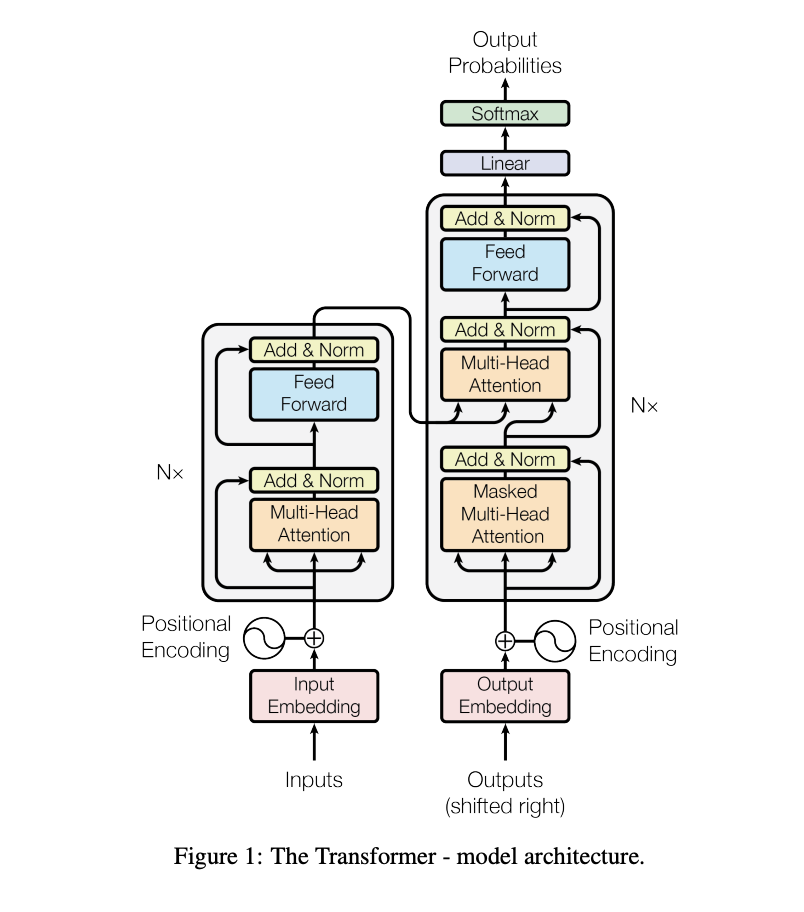 Output
Probabilities
Softmax
Linear
Add & Norm
Feed
Forward
Add & Norm
Multi-Head
Attention
Add & Norm
Masked
Multi-Head
Attention
N×
Add & Norm
Feed
Forward
Add & Norm
Multi-Head
Attention
N×
Positional
Encoding
Positional
Encoding
Input
Embedding
Output
Embedding
Inputs
Outputs
(shifted right)
Figure 1: The Transformer - model architecture.